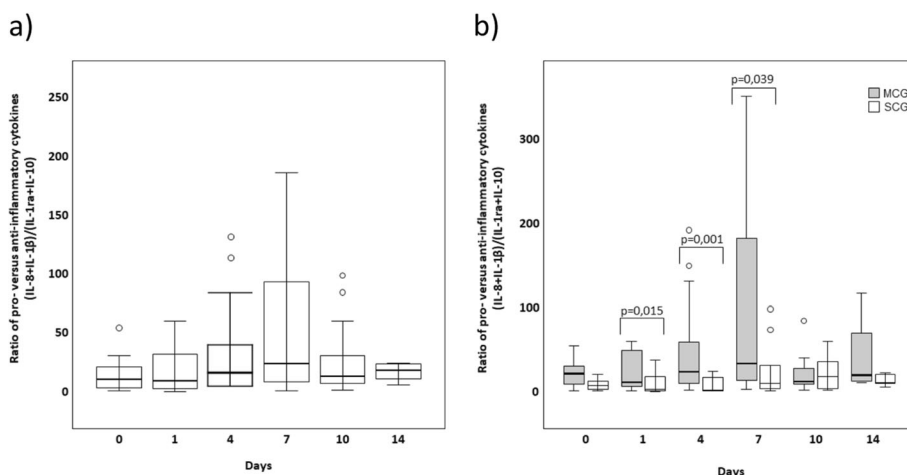 a)
Ratio of pro- versus anti-inflammatory cytokines
(IL-8+IL-1β)/(IL-1ra+IL-10)
250
200
150
100
50
0
0 1 4 7 10 14
Days
b)
Ratio of pro- versus anti-inflammatory cytokines
(IL-8+IL-1β)/(IL-1ra+IL-10)
300
200
100
0
p=0,015
p=0,001
p=0,039
MCG
SCG
0 1 4 7 10 14
Days